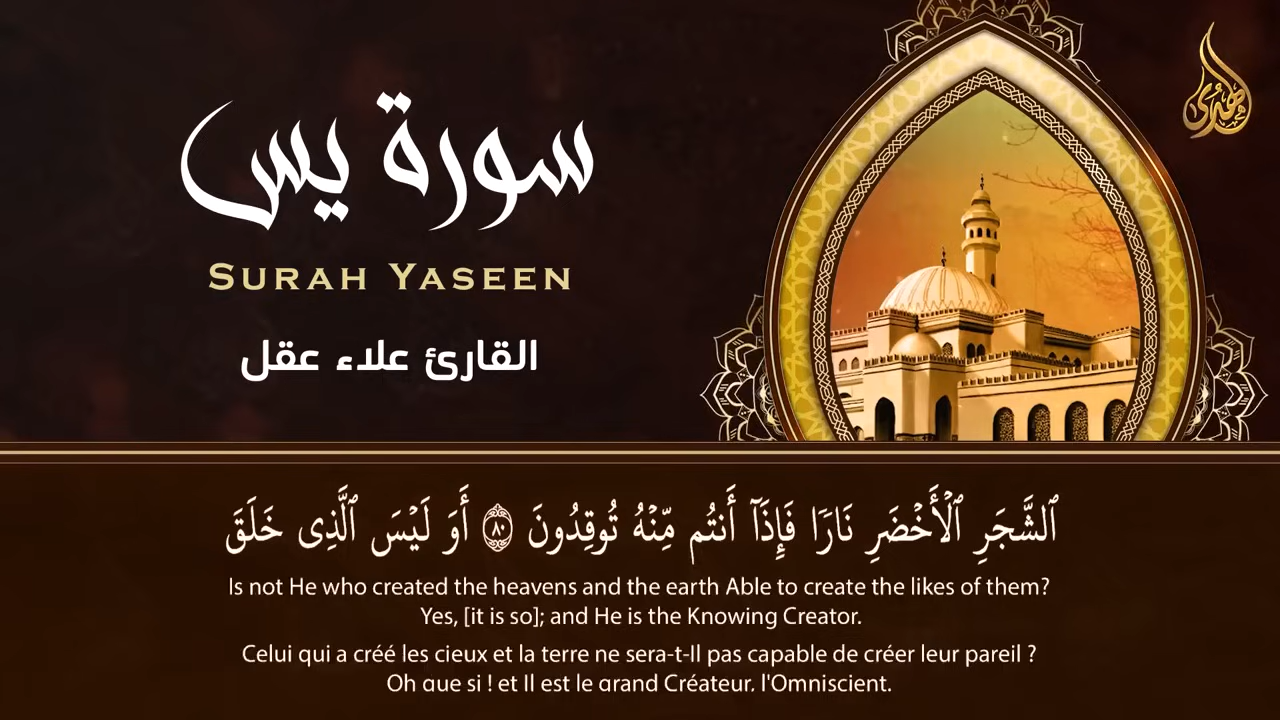 سورة يس
SURAH YASEEN
القارئ علاء عقل
الهدى
ٱلشَّجَرِ ٱلْأَخْضَرِ نَارًا فَإِذَآ أَنتُم مِّنْهُ تُوقِدُونَ ٨٠ أَوَ لَيْسَ ٱلَّذِى خَلَقَ
Is not He who created the heavens and the earth Able to create the likes of them?
Yes, [it is so]; and He is the Knowing Creator.
Celui qui a créé les cieux et la terre ne sera-t-Il pas capable de créer leur pareil ?
Oh que si ! et Il est le grand Créateur, l'Omniscient.